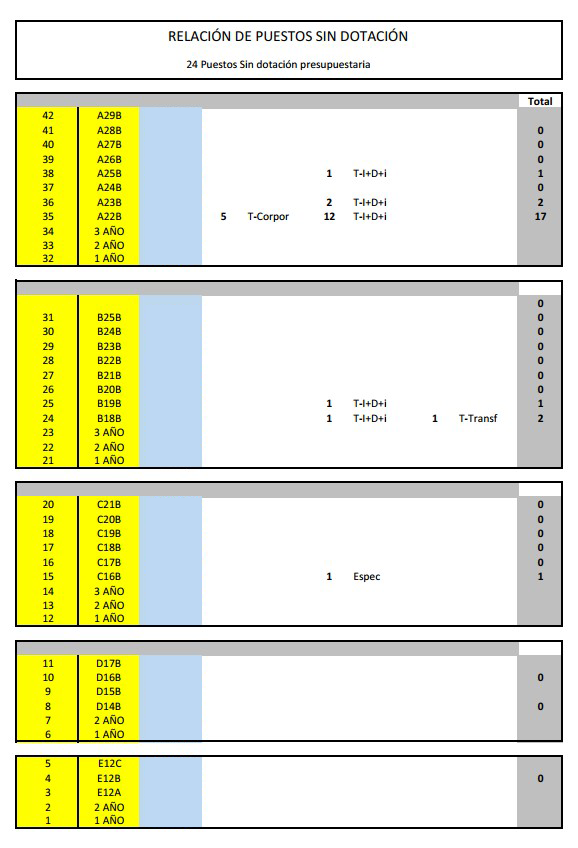 RELACIÓN DE PUESTOS SIN DOTACIÓN
24 Puestos Sin dotación presupuestaria
Total
42 A29B
41 A28B 0
40 A27B 0
39 A26B 0
38 A25B 1 T-I+D+i 1
37 A24B 0
36 A23B 2 T-I+D+i 2
35 A22B 5 T-Corpor 12 T-I+D+i 17
34 3 AÑO
33 2 AÑO
32 1 AÑO
0
31 B25B 0
30 B24B 0
29 B23B 0
28 B22B 0
27 B21B 0
26 B20B 0
25 B19B 1 T-I+D+i 1
24 B18B 1 T-I+D+i 1 T-Transf 2
23 3 AÑO
22 2 AÑO
21 1 AÑO
20 C21B 0
19 C20B 0
18 C19B 0
17 C18B 0
16 C17B 0
15 C16B 1 Espec 1
14 3 AÑO
13 2 AÑO
12 1 AÑO
11 D17B
10 D16B 0
9 D15B
8 D14B 0
7 2 AÑO
6 1 AÑO
5 E12C
4 E12B 0
3 E12A
2 2 AÑO
1 1 AÑO